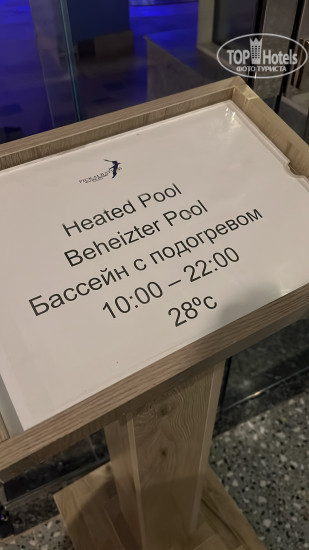 TOP Hotels
ФОТО ТУРИСТА
Heated Pool
Beheizter Pool
Бассейн с подогревом
10:00 – 22:00
28ºc